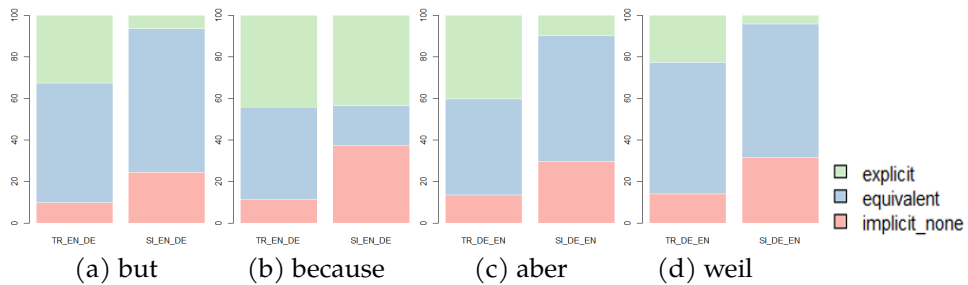 0 20 40 60 80 100
TR_EN_DE SI_EN_DE
(a) but
0 20 40 60 80 100
TR_EN_DE SI_EN_DE
(b) because
0 20 40 60 80 100
TR_DE_EN SI_DE_EN
(c) aber
0 20 40 60 80 100
TR_DE_EN SI_DE_EN
(d) weil
explicit
equivalent
implicit_none